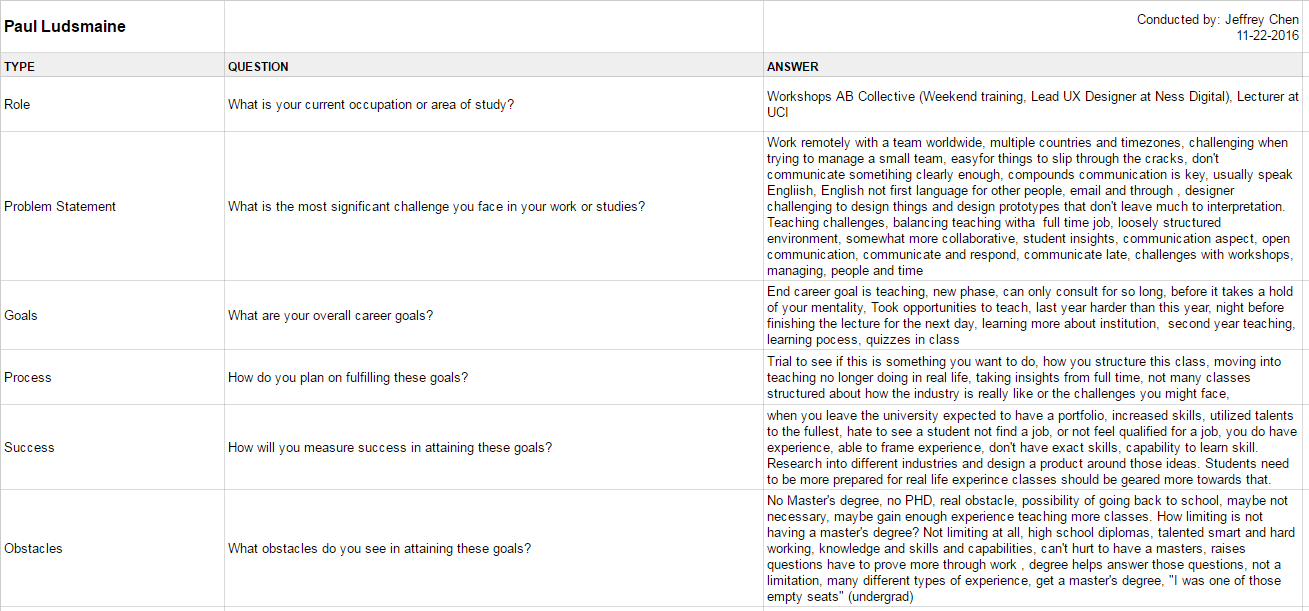 Paul Ludsmaine
Conducted by: Jeffrey Chen
11-22-2016
TYPE
QUESTION
ANSWER
Role
What is your current occupation or area of study?
Workshops AB Collective (Weekend training, Lead UX Designer at Ness Digital), Lecturer at
UCI
Problem Statement
What is the most significant challenge you face in your work or studies?
Work remotely with a team worldwide, multiple countries and timezones, challenging when
trying to manage a small team, easyfor things to slip through the cracks, don't
communicate sometihing clearly enough, compounds communication is key, usually speak
Engliish, English not first language for other people, email and through , designer
challenging to design things and design prototypes that don't leave much to interpretation.
Teaching challenges, balancing teaching witha  full time job, loosely structured
environment, somewhat more collaborative, student insights, communication aspect, open
communication, communicate and respond, communicate late, challenges with workshops,
managing, people and time
Goals
What are your overall career goals?
End career goal is teaching, new phase, can only consult for so long, before it takes a hold
of your mentality, Took opportunities to teach, last year harder than this year, night before
finishing the lecture for the next day, learning more about institution,  second year teaching,
learning pocess, quizzes in class
Process
How do you plan on fulfilling these goals?
Trial to see if this is something you want to do, how you structure this class, moving into
teaching no longer doing in real life, taking insights from full time, not many classes
structured about how the industry is really like or the challenges you might face,
Success
How will you measure success in attaining these goals?
when you leave the university expected to have a portfolio, increased skills, utilized talents
to the fullest, hate to see a student not find a job, or not feel qualified for a job, you do have
experience, able to frame experience, don't have exact skills, capability to learn skill.
Research into different industries and design a product around those ideas. Students need
to be more prepared for real life experince classes should be geared more towards that.
Obstacles
What obstacles do you see in attaining these goals?
No Master's degree, no PHD, real obstacle, possibility of going back to school, maybe not
necessary, maybe gain enough experience teaching more classes. How limiting is not
having a master's degree? Not limiting at all, high school diplomas, talented smart and hard
working, knowledge and skills and capabilities, can't hurt to have a masters, raises
questions have to prove more through work , degree helps answer those questions, not a
limitation, many different types of experience, get a master's degree, "I was one of those
empty seats" (undergrad)